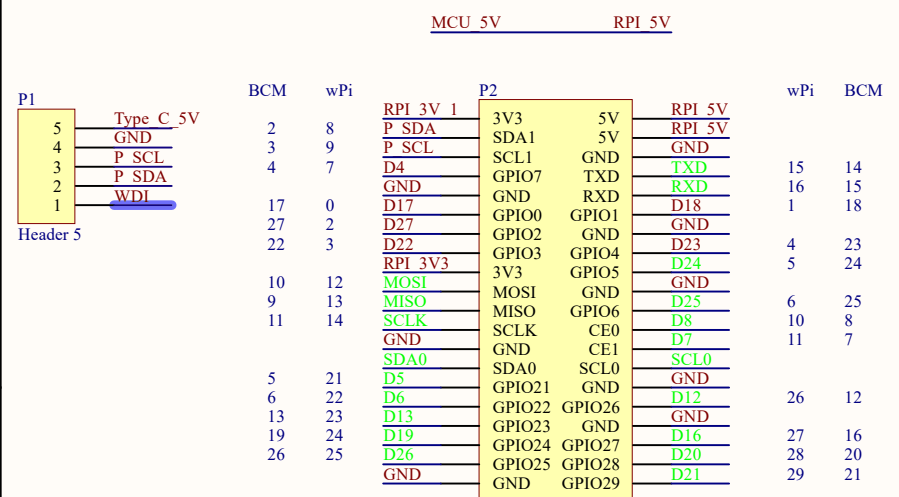 MCU_5V RPI_5V
BCM wPi P2 wPi BCM
P1
5 Type_C_5V
4 GND
3 P_SCL
2 P_SDA
1 WDI
Header 5
RPI_3V_1 3V3 5V RPI_5V
2 8 P_SDA SDA1 5V RPI_5V
3 9 P_SCL SCL1 GND GND
4 7 D4 GPIO7 TXD TXD 15 14
GND GND RXD RXD 16 15
17 0 D17 GPIO0 GPIO1 D18 1 18
27 2 D27 GPIO2 GND GND
22 3 D22 GPIO3 GPIO4 D23 4 23
RPI_3V3 3V3 GPIO5 D24 5 24
10 12 MOSI MOSI GND GND
9 13 MISO MISO GPIO6 D25 6 25
11 14 SCLK SCLK CE0 D8 10 8
GND GND CE1 D7 11 7
SDA0 SDA0 SCL0 SCL0
5 21 D5 GPIO21 GND GND
6 22 D6 GPIO22 GPIO26 D12 26 12
13 23 D13 GPIO23 GND GND
19 24 D19 GPIO24 GPIO27 D16 27 16
26 25 D26 GPIO25 GPIO28 D20 28 20
GND GND GPIO29 D21 29 21